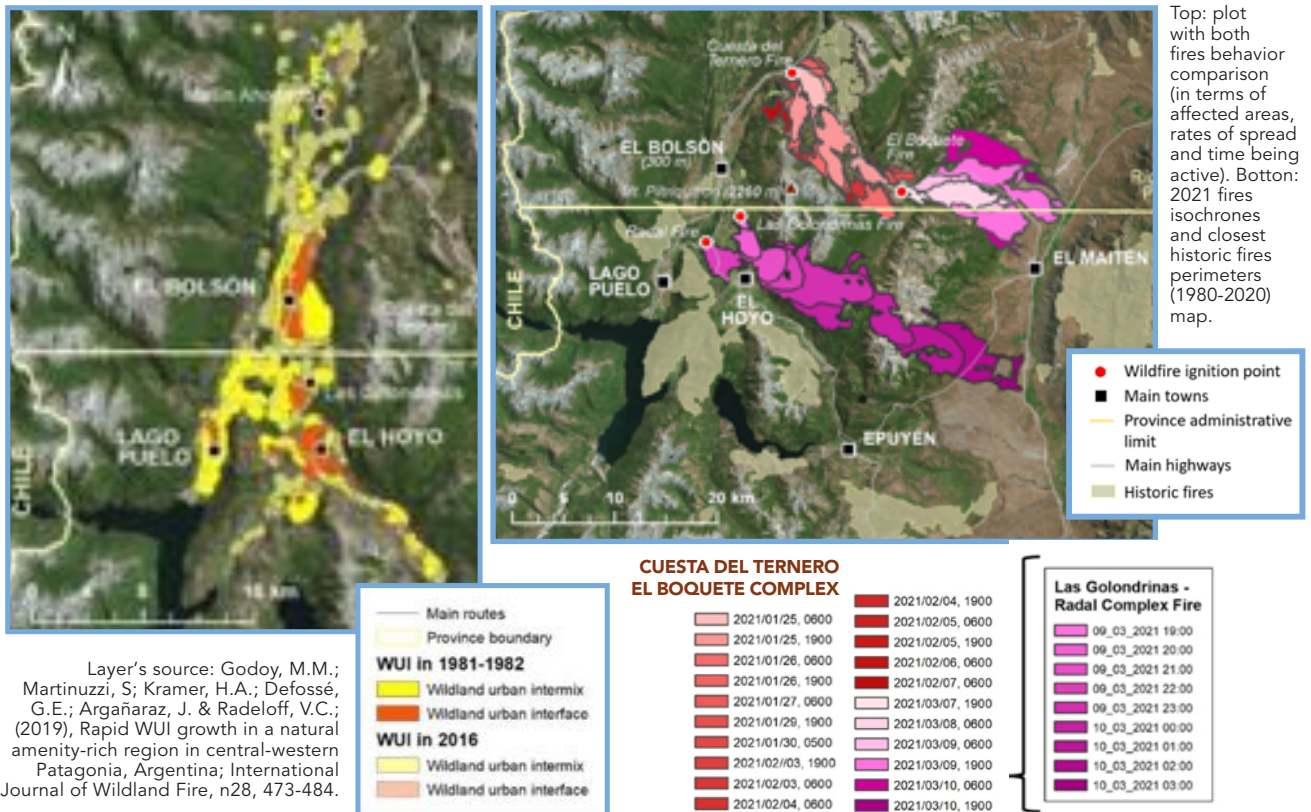 EL BOLSÓN
LAGO
PUELO
EL HOYO
CHILE
Cuesta del
Ternero Fire
EL BOLSÓN
(300 m)
El Boquete
Fire
Las Golondrinas Fire
Radal Fire
LAGO
PUELO
EL
HOYO
EL MAITEN
EPUYÉN
CHILE
0 5 10 20 km
Top: plot
with both
fires behavior
comparison
(in terms of
affected areas,
rates of spread
and time being
active). Botton:
2021 fires
isochrones
and closest
historic fires
perimeters
(1980-2020)
map.
Wildfire ignition point
Main towns
Province administrative
limit
Main highways
Historic fires
Main routes
Province boundary
WUI in 1981-1982
Wildland urban intermix
Wildland urban interface
WUI in 2016
Wildland urban intermix
Wildland urban interface
Layer's source: Godoy, M.M.;
Martinuzzi, S; Kramer, H.A.; Defossé,
G.E.; Argañaraz, J. & Radeloff, V.C.;
(2019), Rapid WUI growth in a natural
amenity-rich region in central-western
Patagonia, Argentina; International
Journal of Wildland Fire, n28, 473-484.
CUESTA DEL TERNERO
EL BOQUETE COMPLEX
2021/01/25, 0600
2021/01/25, 1900
2021/01/26, 0600
2021/01/26, 1900
2021/01/27, 0600
2021/01/29, 1900
2021/01/30, 0500
2021/02//03, 1900
2021/02/03, 0600
2021/02/04, 0600
2021/02/04, 1900
2021/02/05, 0600
2021/02/05, 1900
2021/02/06, 0600
2021/02/07, 0600
2021/03/07, 1900
2021/03/08, 0600
2021/03/09, 0600
2021/03/09, 1900
2021/03/10, 0600
2021/03/10, 1900
Las Golondrinas -
Radal Complex Fire
09_03_2021 19:00
09_03_2021 20:00
09_03_2021 21:00
09_03_2021 22:00
09_03_2021 23:00
10_03_2021 00:00
10_03_2021 01:00
10_03_2021 02:00
10_03_2021 03:00